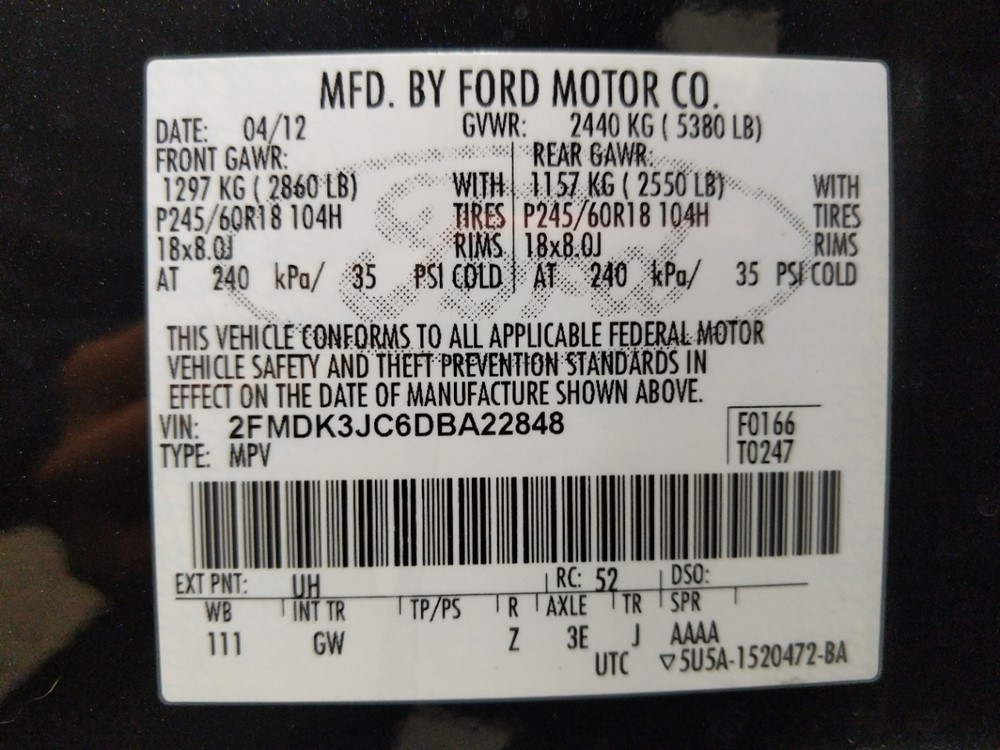 MFD. BY FORD MOTOR CO.
DATE: 04/12 GVWR: 2440 KG ( 5380 LB)
FRONT GAWR: REAR GAWR:
1297 KG ( 2860 LB) WITH 1157 KG ( 2550 LB) WITH
P245/60R18 104H TIRES P245/60R18 104H TIRES
18x8.0J RIMS 18x8.0J RIMS
AT 240 kPa/ 35 PSI COLD AT 240 kPa/ 35 PSI COLD
THIS VEHICLE CONFORMS TO ALL APPLICABLE FEDERAL MOTOR
VEHICLE SAFETY AND THEFT PREVENTION STANDARDS IN
EFFECT ON THE DATE OF MANUFACTURE SHOWN ABOVE.
VIN: 2FMDK3JC6DBA22848 F0166
TYPE: MPV T0247
EXT PNT: UH RC: 52 DSO:
WB INT TR TP/PS R AXLE TR SPR
111 GW Z 3E J AAAA
UTC ▽5U5A-1520472-BA
Ford